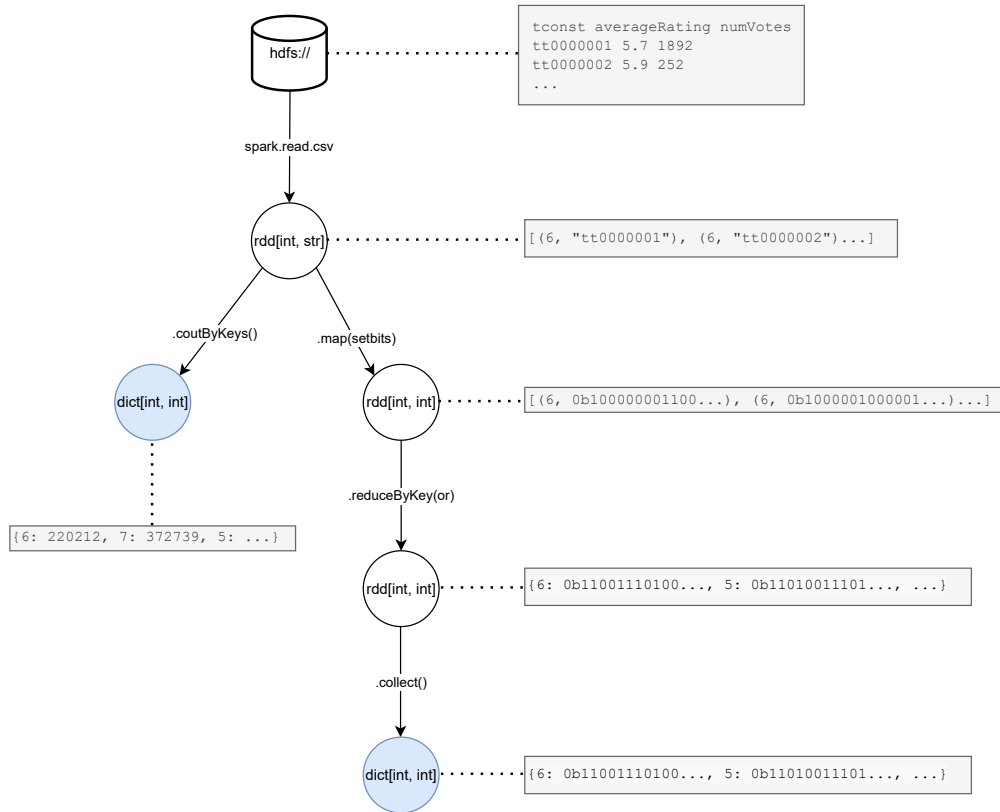 hdfs://
tconst averageRating numVotes
tt0000001 5.7 1892
tt0000002 5.9 252
...
spark.read.csv
rdd[int, str]
[(6, "tt0000001"), (6, "tt0000002")...]
.coutByKeys()
.map(setbits)
dict[int, int]
rdd[int, int]
[(6, 0b100000001100...), (6, 0b1000001000001...)...]
.reduceByKey(or)
{6: 220212, 7: 372739, 5: ...}
rdd[int, int]
{6: 0b11001110100..., 5: 0b11010011101..., ...}
.collect()
dict[int, int]
{6: 0b11001110100..., 5: 0b11010011101..., ...}